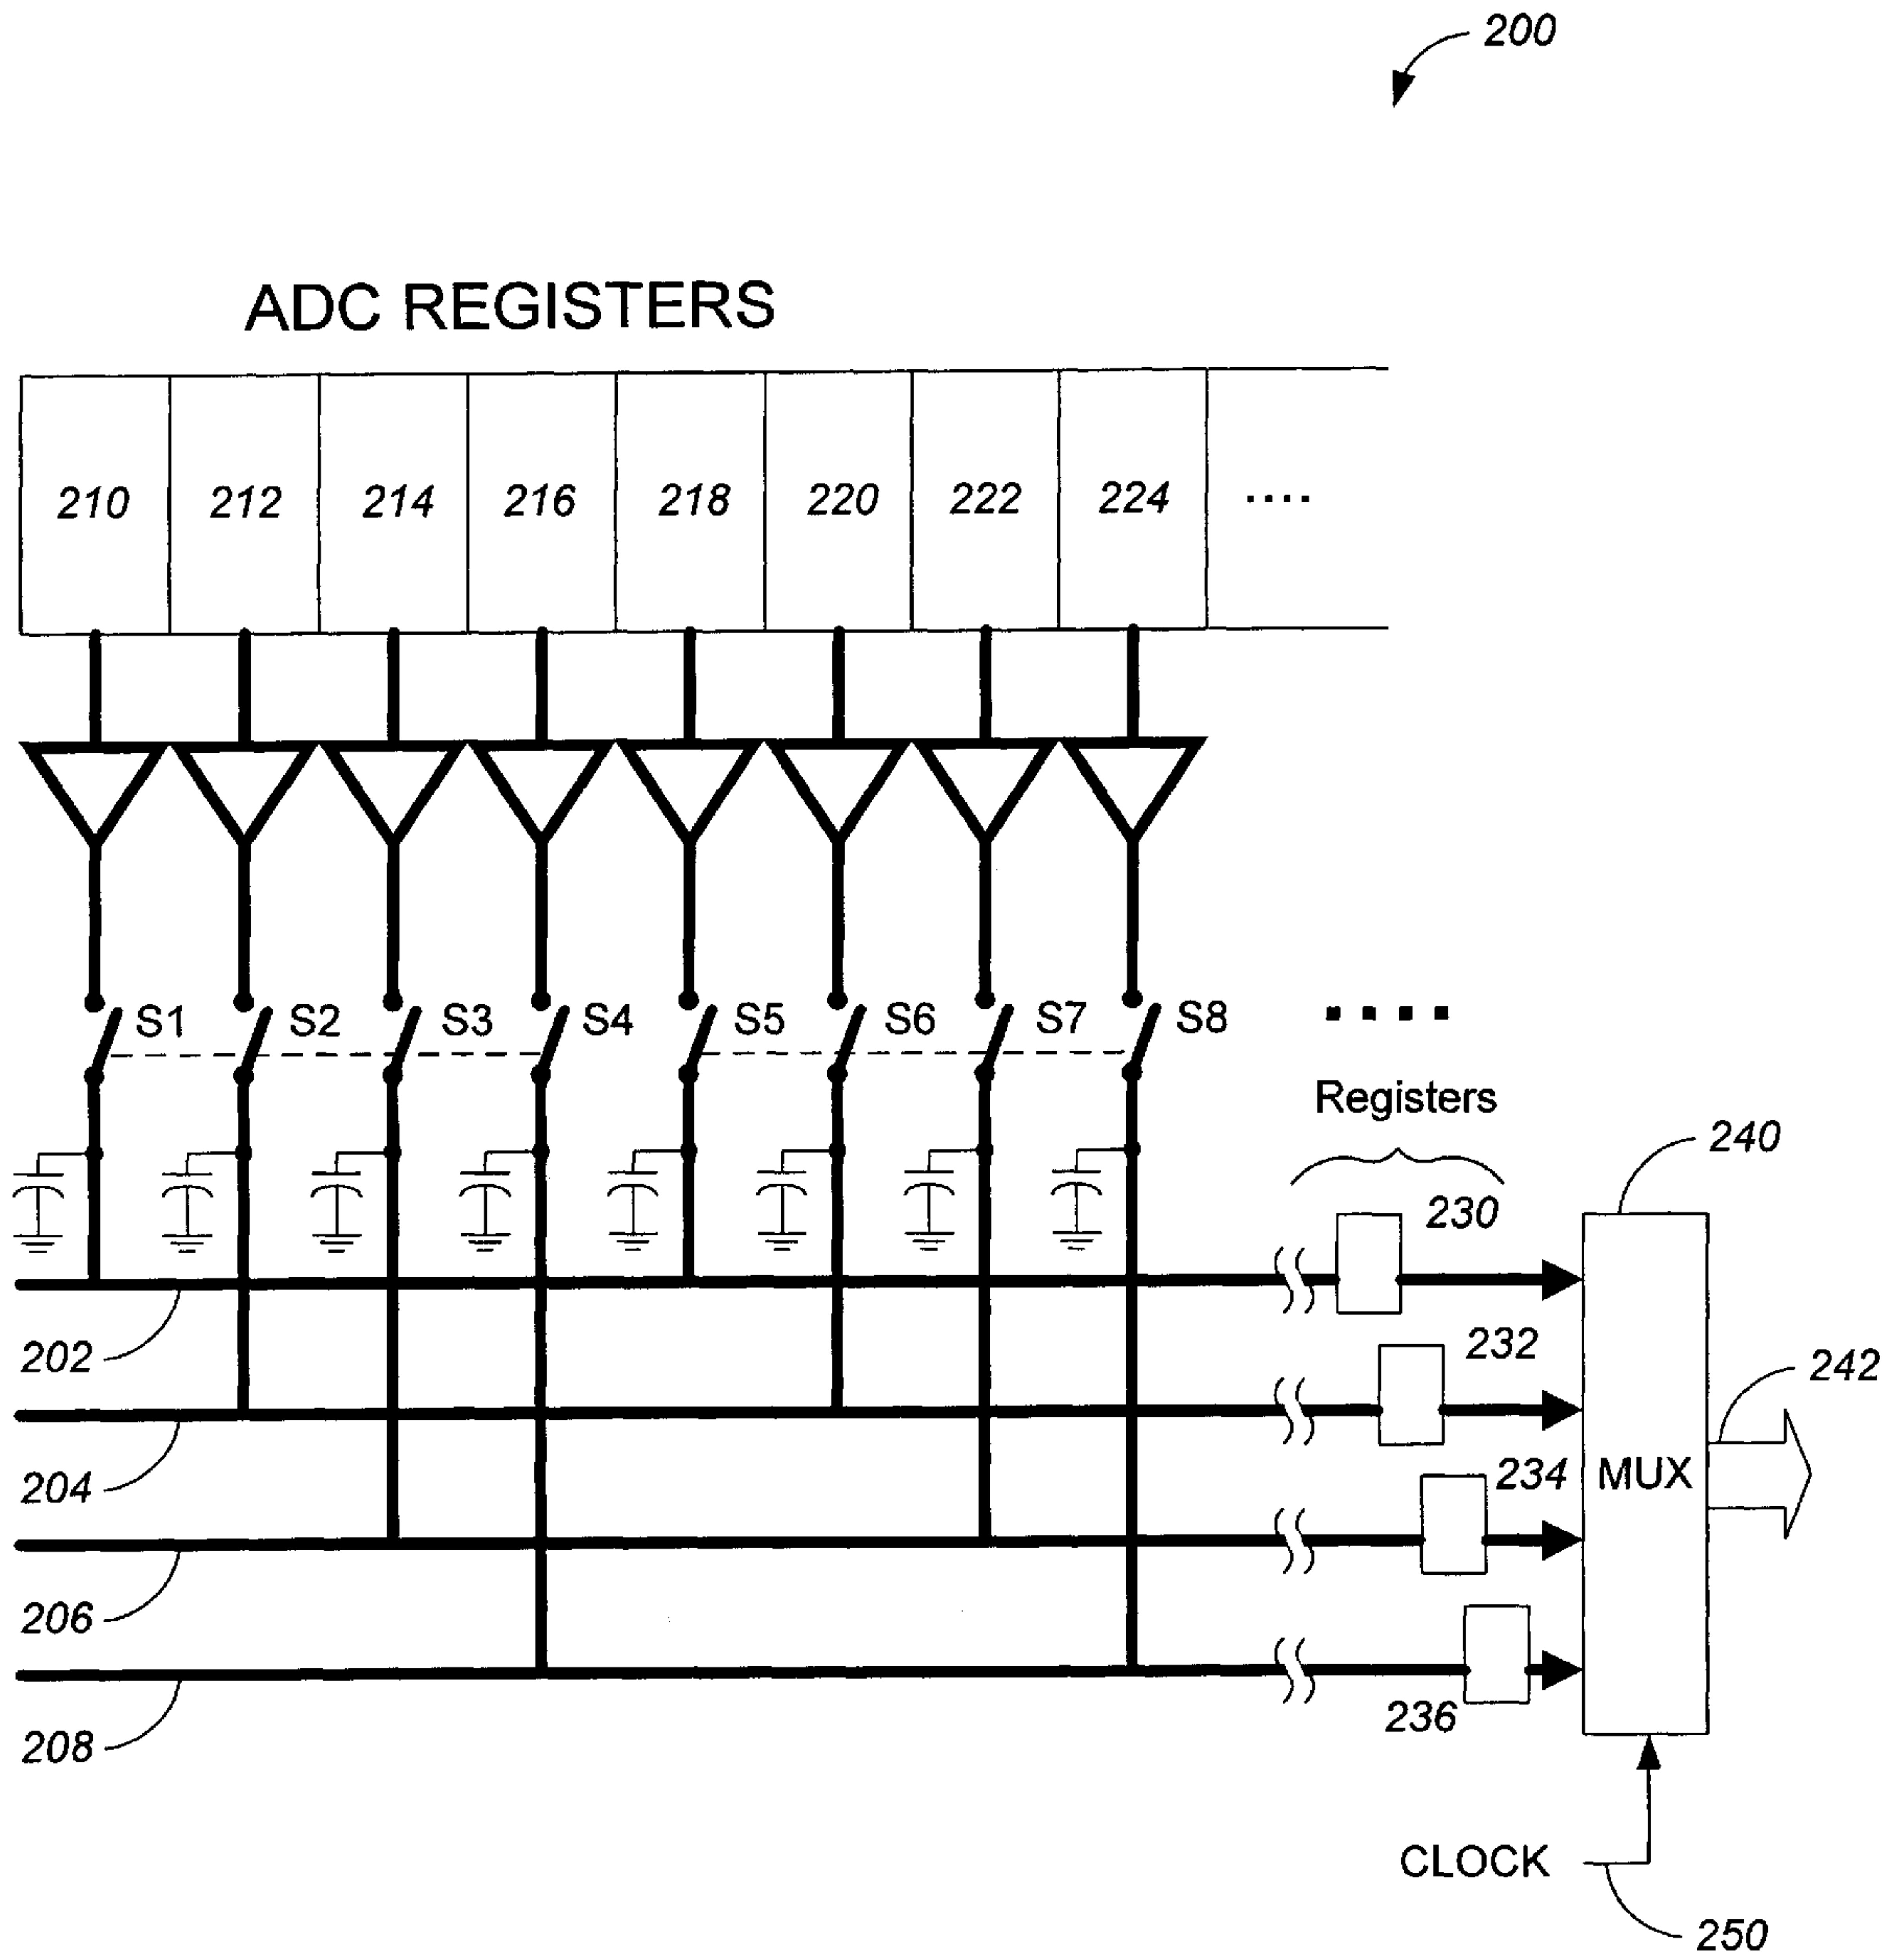 200
ADC REGISTERS
210 212 214 216 218 220 222 224 ....
S1 S2 S3 S4 S5 S6 S7 S8 ....
Registers
240
230
202
232
242
204
234
MUX
206
236
208
CLOCK
250